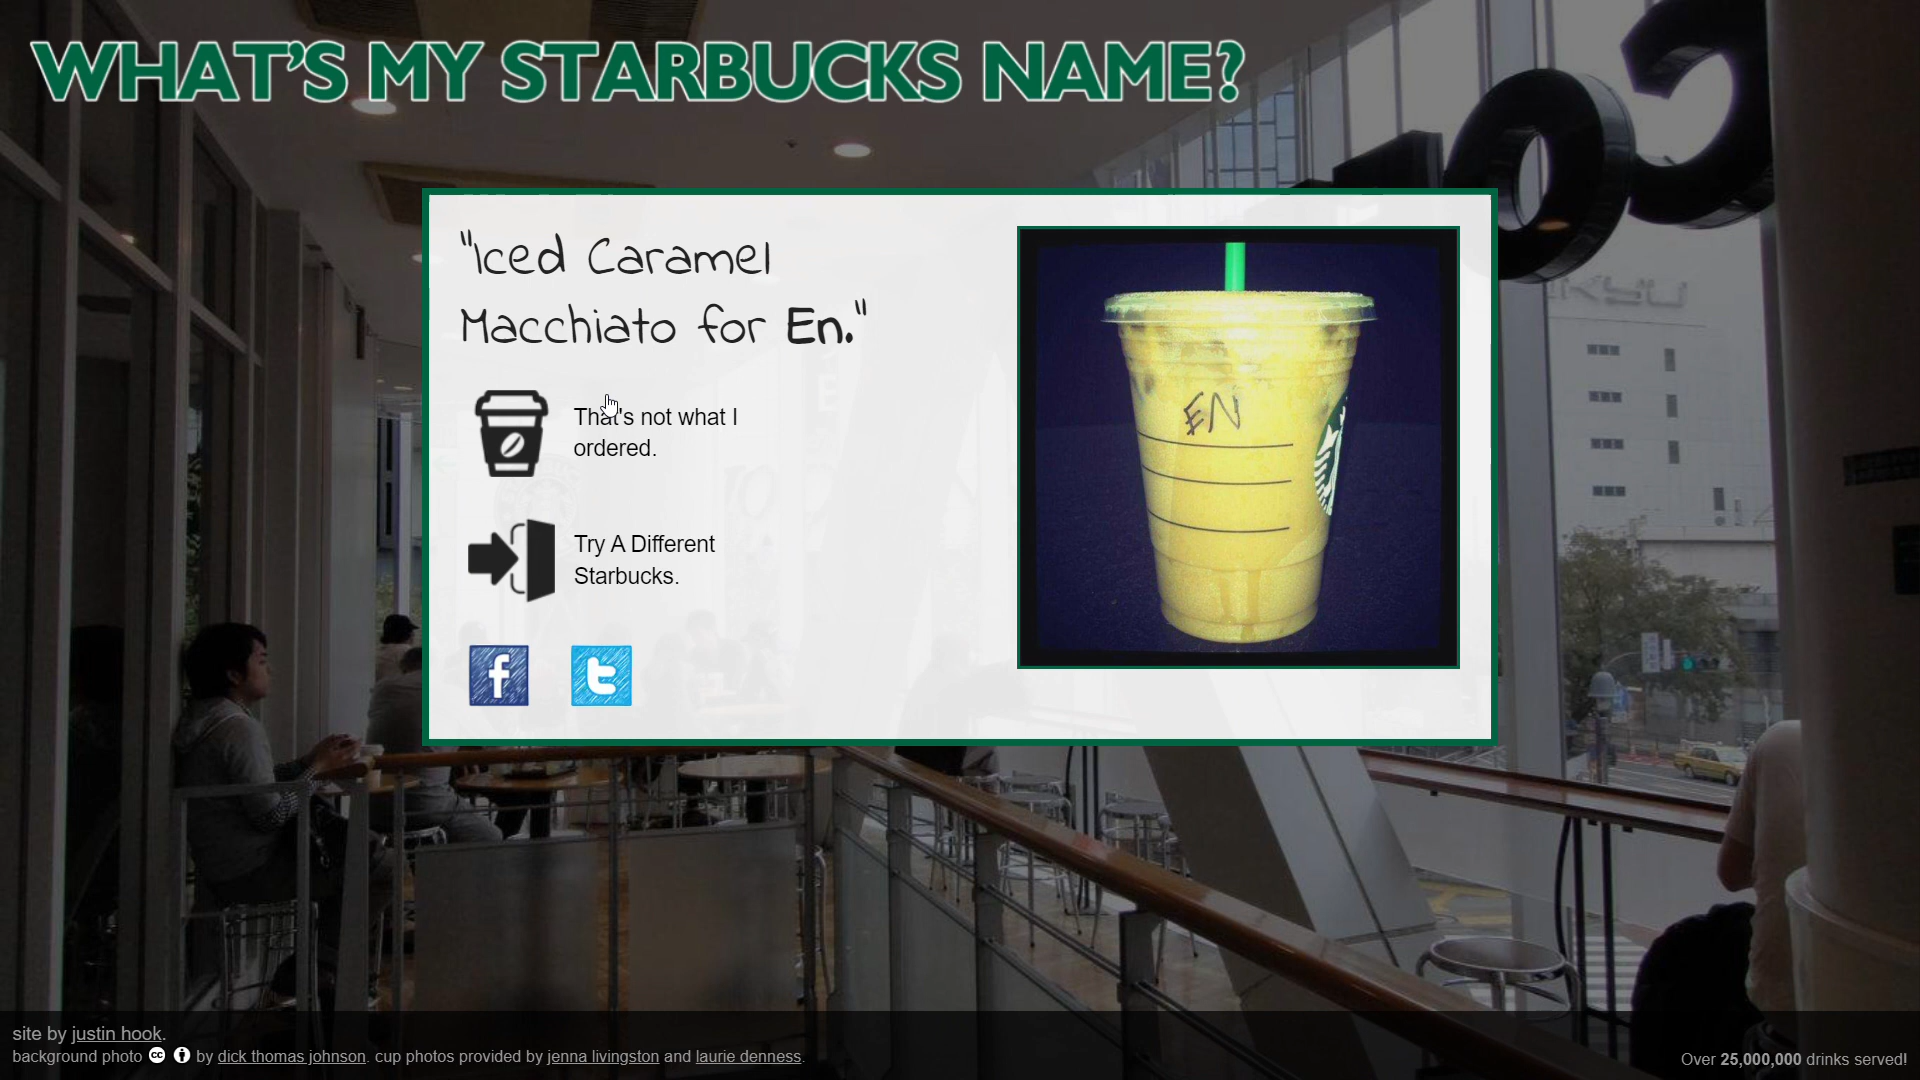 WHAT'S MY STARBUCKS NAME?
"Iced Caramel
Macchiato for En."
EN
That's not what I
ordered.
Try A Different
Starbucks.
site by justin hook.
background photo by dick thomas johnson. cup photos provided by jenna livingston and laurie denness.
Over 25,000,000 drinks served!